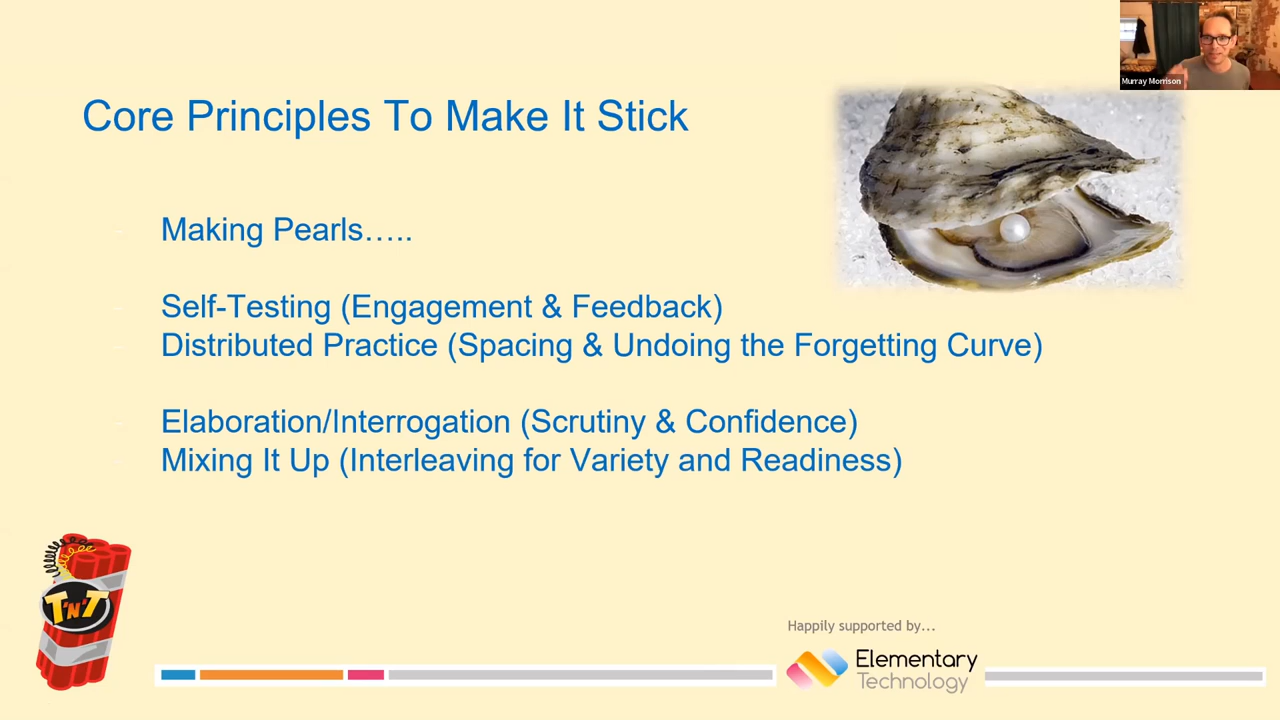 Murray Morrison
Core Principles To Make It Stick
- Making Pearls…..
- Self-Testing (Engagement & Feedback)
- Distributed Practice (Spacing & Undoing the Forgetting Curve)
- Elaboration/Interrogation (Scrutiny & Confidence)
- Mixing It Up (Interleaving for Variety and Readiness)
T'N'T
Happily supported by...
Elementary
Technology